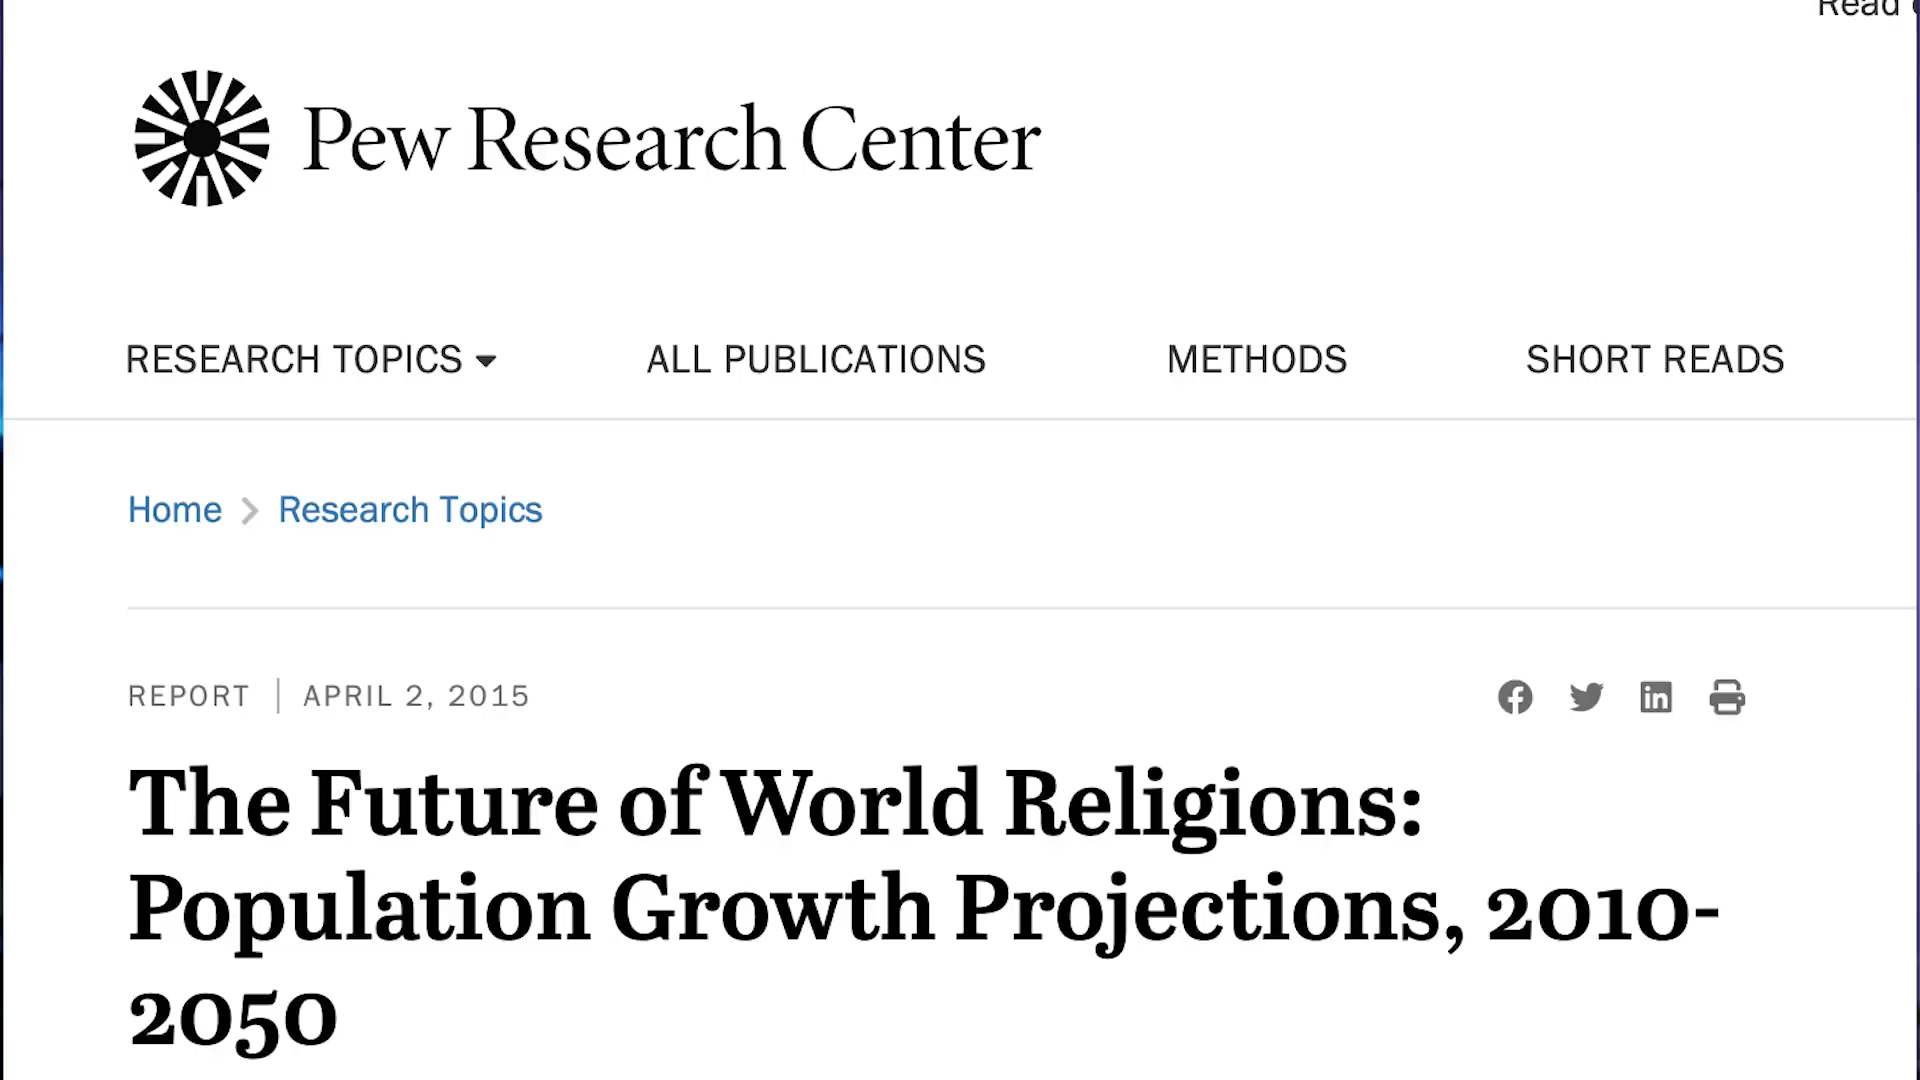 Read
Pew Research Center
RESEARCH TOPICS
ALL PUBLICATIONS
METHODS
SHORT READS
Home > Research Topics
REPORT | APRIL 2, 2015
The Future of World Religions:
Population Growth Projections, 2010-
2050